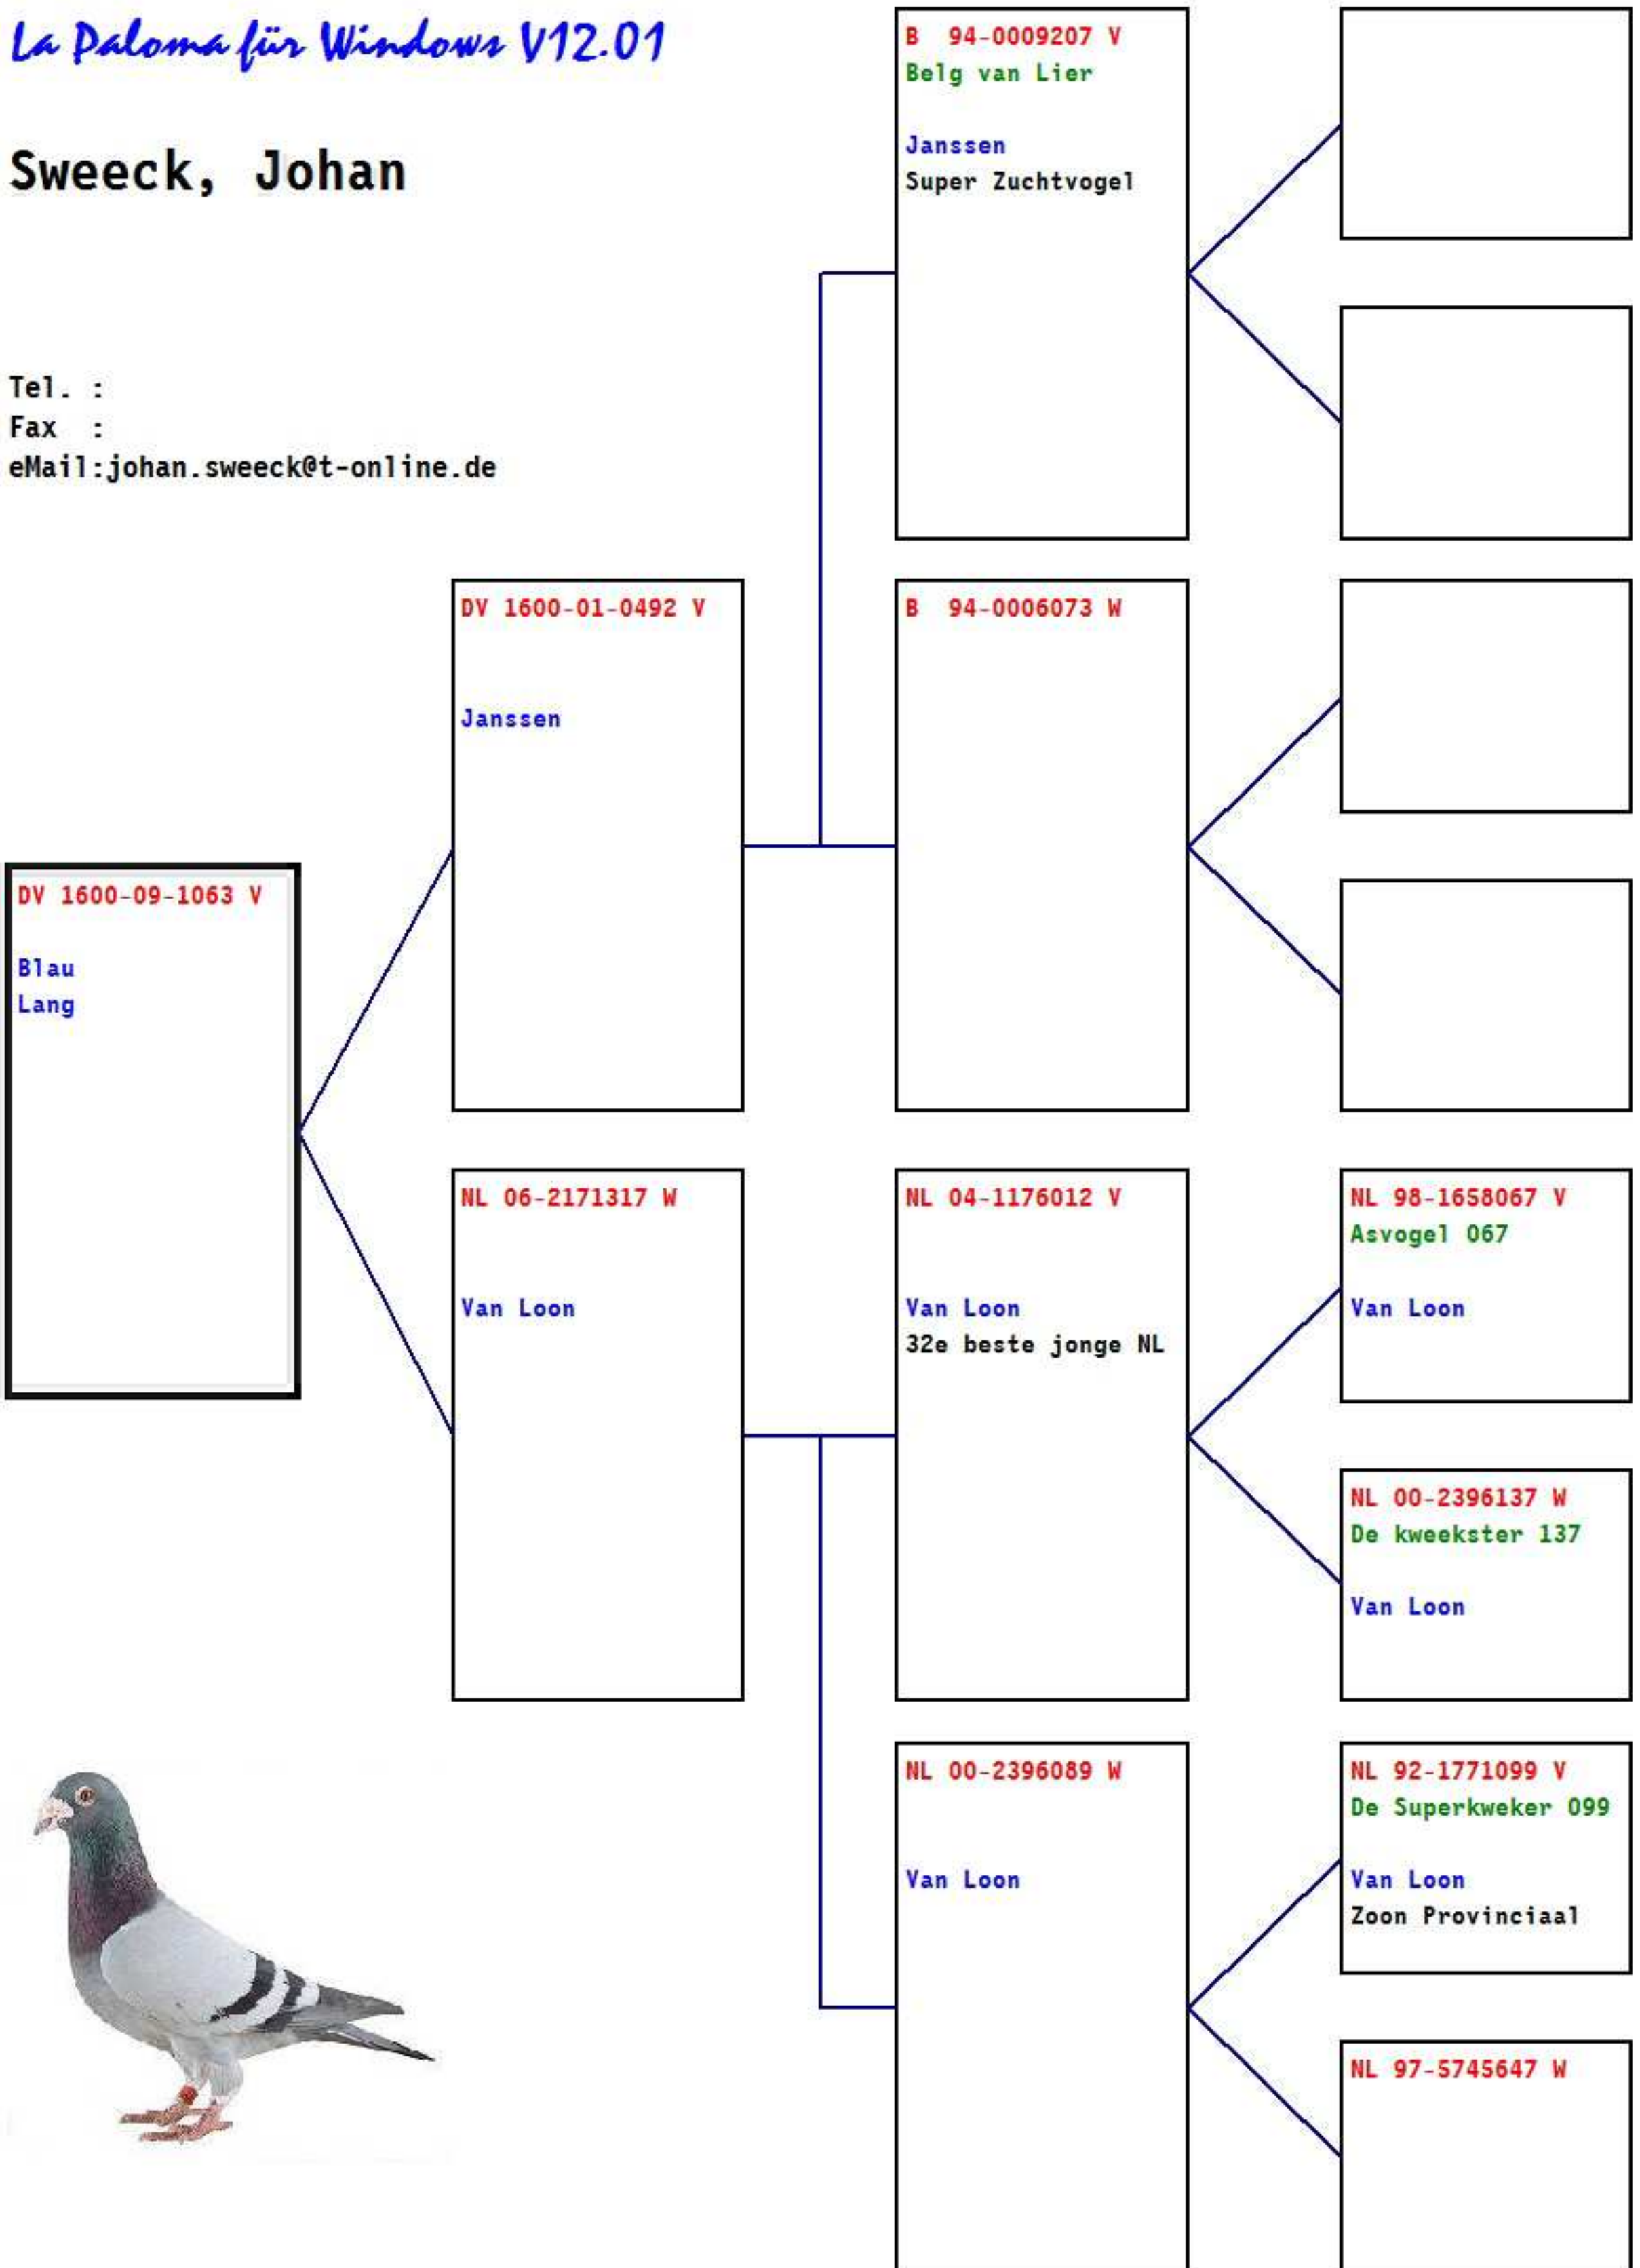 La Paloma für Windows V12.01
Sweeck, Johan
Tel. :
Fax  :
eMail:johan.sweeck@t-online.de
DV 1600-09-1063 V
Blau
Lang
DV 1600-01-0492 V
Janssen
NL 06-2171317 W
Van Loon
B  94-0009207 V
Belg van Lier
Janssen
Super Zuchtvogel
B  94-0006073 W
NL 04-1176012 V
Van Loon
32e beste jonge NL
NL 00-2396089 W
Van Loon
NL 98-1658067 V
Asvogel 067
Van Loon
NL 00-2396137 W
De kweekster 137
Van Loon
NL 92-1771099 V
De Superkweker 099
Van Loon
Zoon Provinciaal
NL 97-5745647 W